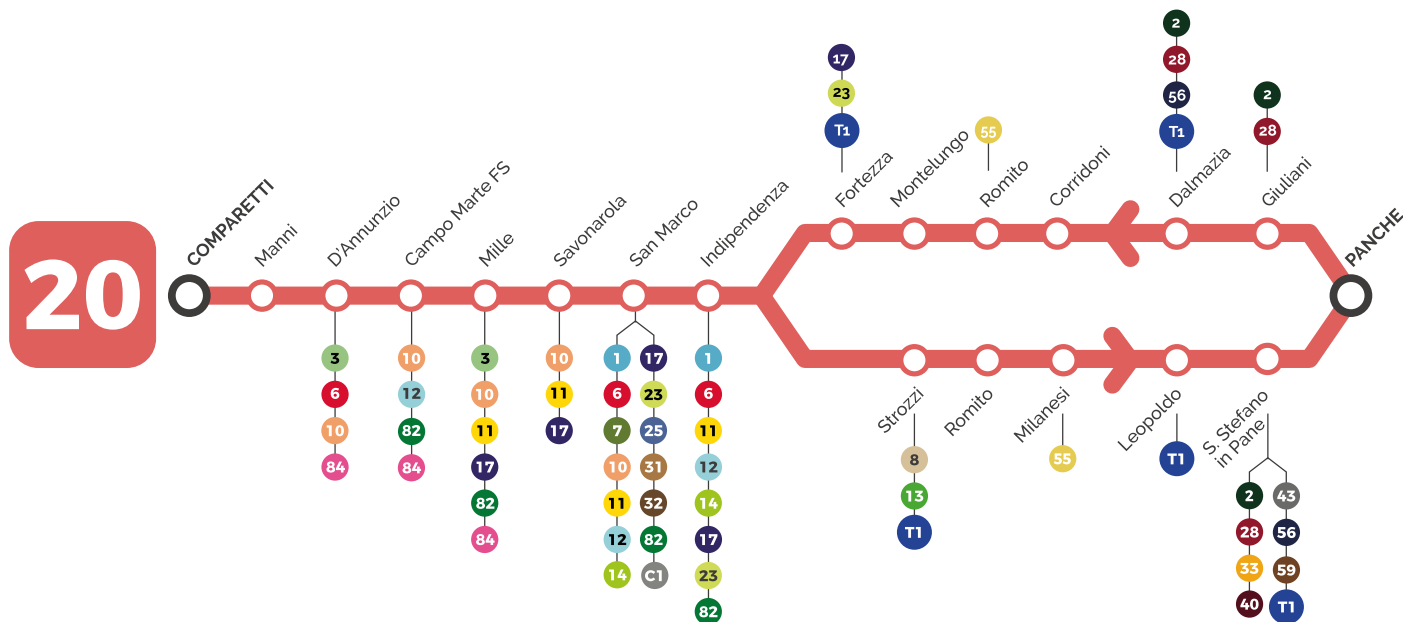 20
COMPARETTI
Manni
D'Annunzio
3
6
10
84
Campo Marte FS
10
12
82
84
Mille
3
10
11
17
82
84
Savonarola
10
11
17
San Marco
1
6
7
10
11
12
14
17
23
25
31
32
82
C1
Indipendenza
1
6
11
12
14
17
23
82
17
23
T1
Fortezza
Montelungo
55
Romito
Corridoni
2
28
56
T1
Dalmazia
2
28
Giuliani
PANCHE
Strozzi
8
13
T1
Romito
Milanesi
55
Leopoldo
T1
S. Stefano
in Pane
2
28
33
40
43
56
59
T1